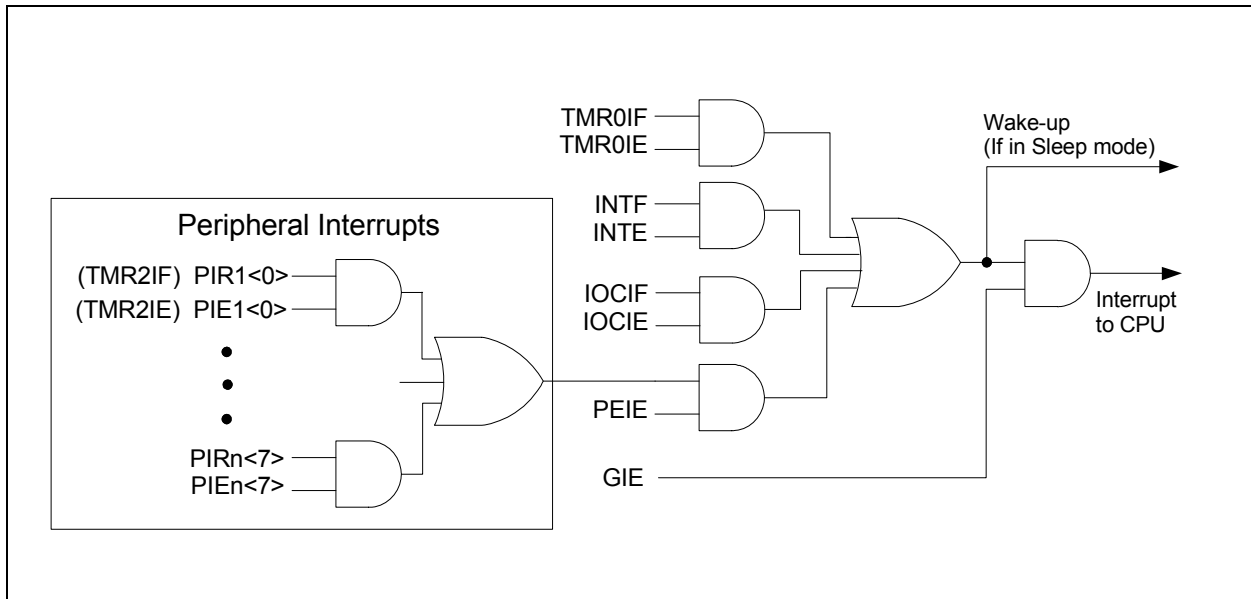 Peripheral Interrupts
(TMR2IF) PIR1<0>
(TMR2IE) PIE1<0>
PIRn<7>
PIEn<7>
TMR0IF
TMR0IE
INTF
INTE
IOCIF
IOCIE
PEIE
GIE
Wake-up
(If in Sleep mode)
Interrupt
to CPU